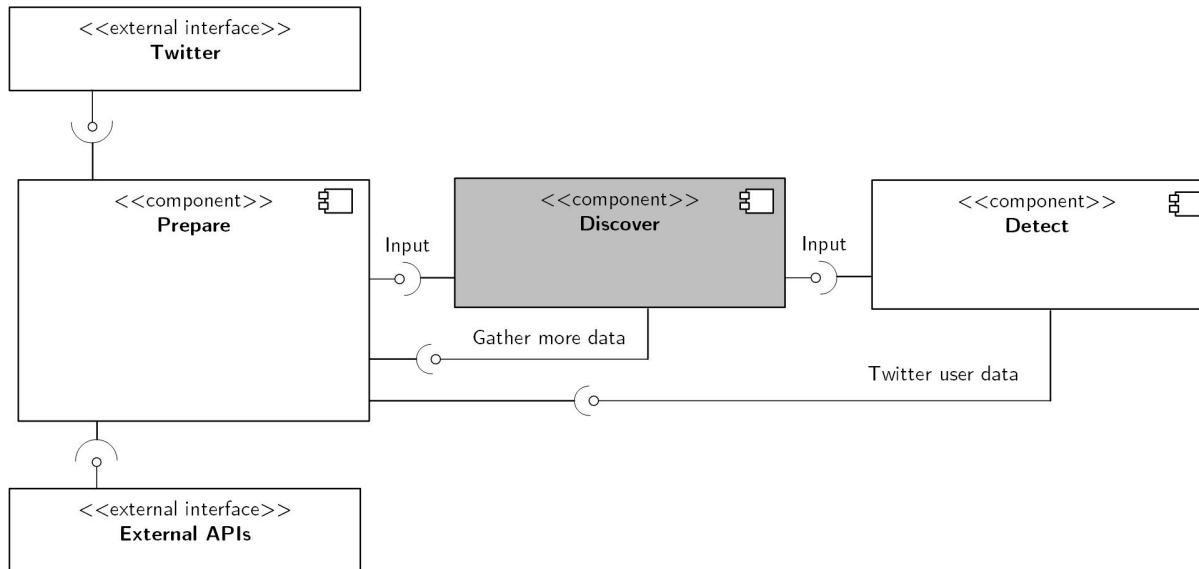 <<external interface>>
Twitter
<<component>>
Prepare
<<component>>
Discover
<<component>>
Detect
Input
Input
Gather more data
Twitter user data
<<external interface>>
External APIs